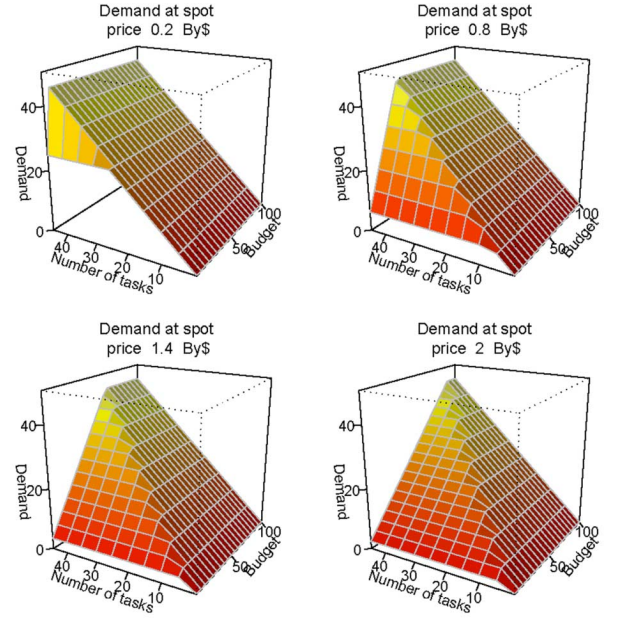 Demand at spot
price 0.2 By$
Demand
40
20
0
40
30
20
10
Number of tasks
50
100
Budget
Demand at spot
price 0.8 By$
Demand
40
20
0
40
30
20
10
Number of tasks
50
100
Budget
Demand at spot
price 1.4 By$
Demand
40
20
0
40
30
20
10
Number of tasks
50
100
Budget
Demand at spot
price 2 By$
Demand
40
20
0
40
30
20
10
Number of tasks
50
100
Budget